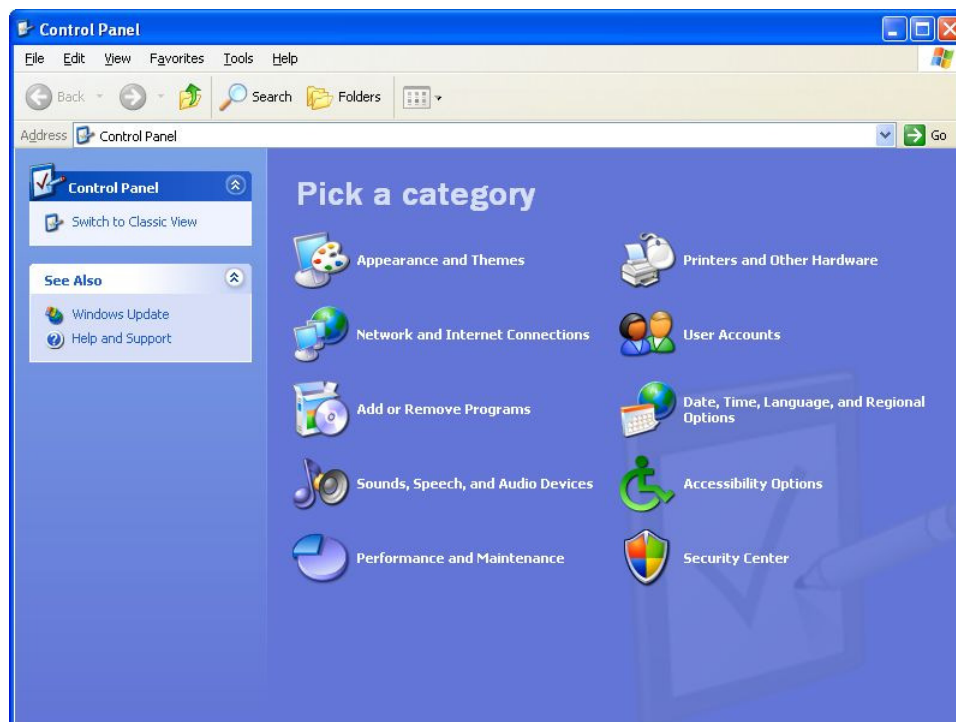 Control Panel
File Edit View Favorites Tools Help
Back Search Folders
Address Control Panel Go
Control Panel
Switch to Classic View
See Also
Windows Update
Help and Support
Pick a category
Appearance and Themes
Printers and Other Hardware
Network and Internet Connections
User Accounts
Add or Remove Programs
Date, Time, Language, and Regional
Options
Sounds, Speech, and Audio Devices
Accessibility Options
Performance and Maintenance
Security Center